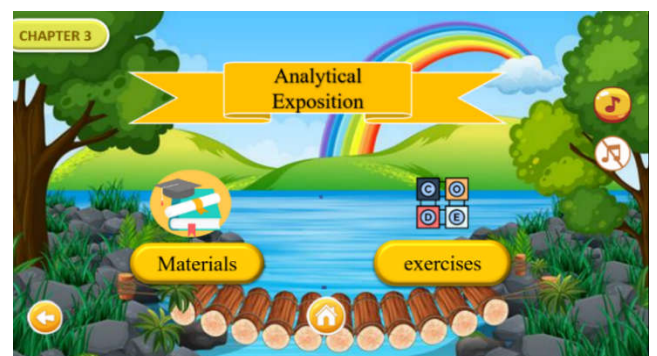 CHAPTER 3
Analytical
Exposition
C O
D E
Materials
exercises